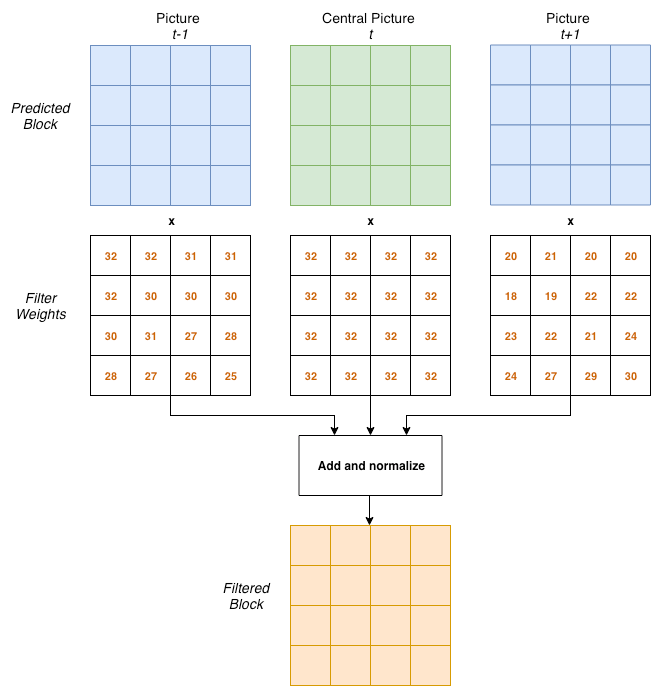 Picture
t-1
Central Picture
t
Picture
t+1
Predicted
Block
x x x
Filter
Weights
32 32 31 31
32 30 30 30
30 31 27 28
28 27 26 25
32 32 32 32
32 32 32 32
32 32 32 32
32 32 32 32
20 21 20 20
18 19 22 22
23 22 21 24
24 27 29 30
Add and normalize
Filtered
Block